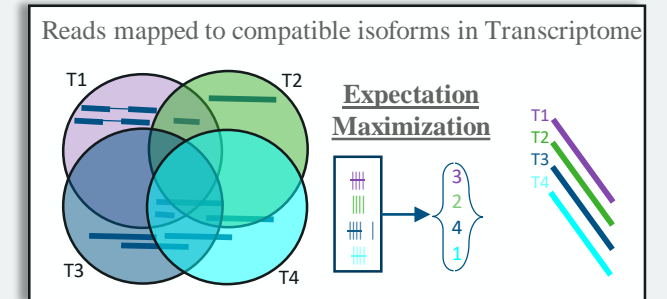 Reads mapped to compatible isoforms in Transcriptome
T1
T2
T3
T4
Expectation
Maximization
3
2
4
1
T1
T2
T3
T4